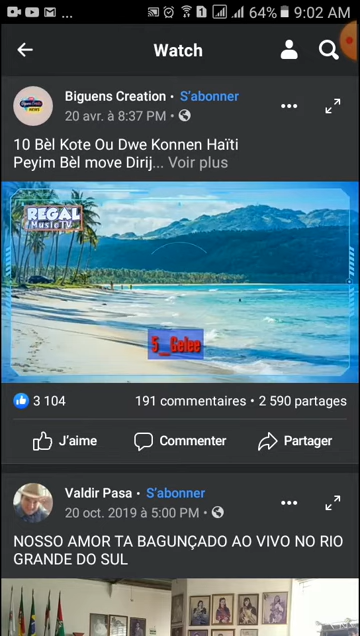 ... 64% 9:02 AM
Watch
Biguens Creation • S'abonner
20 avr. à 8:37 PM •
10 Bèl Kote Ou Dwe Konnen Haïti
Peyim Bèl move Dirij... Voir plus
REGAL
MusicTV
5_Gelee
3 104
191 commentaires • 2 590 partages
J'aime
Commenter
Partager
Valdir Pasa • S'abonner
20 oct. 2019 à 5:00 PM •
NOSSO AMOR TA BAGUNÇADO AO VIVO NO RIO
GRANDE DO SUL